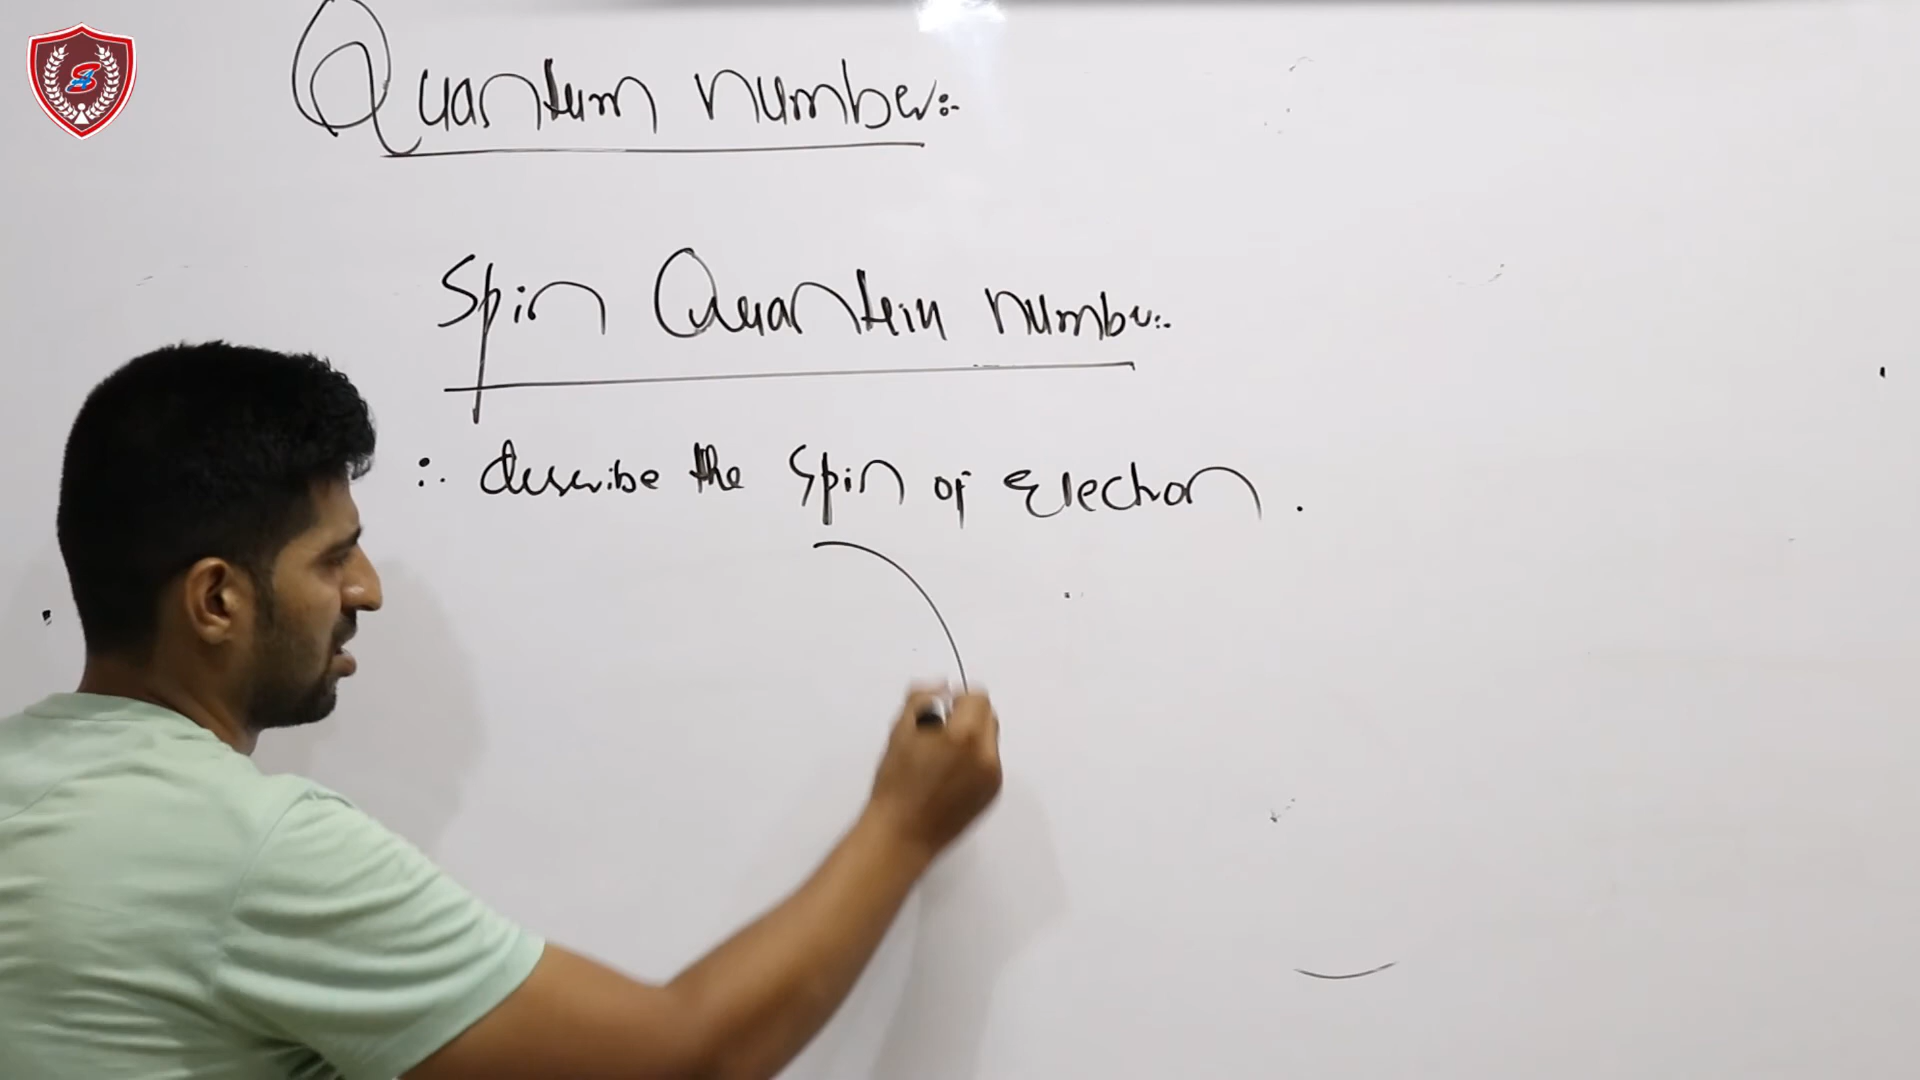 Quantum number:-
Spin Quantum number:-
∴ describe the Spin of Electron.